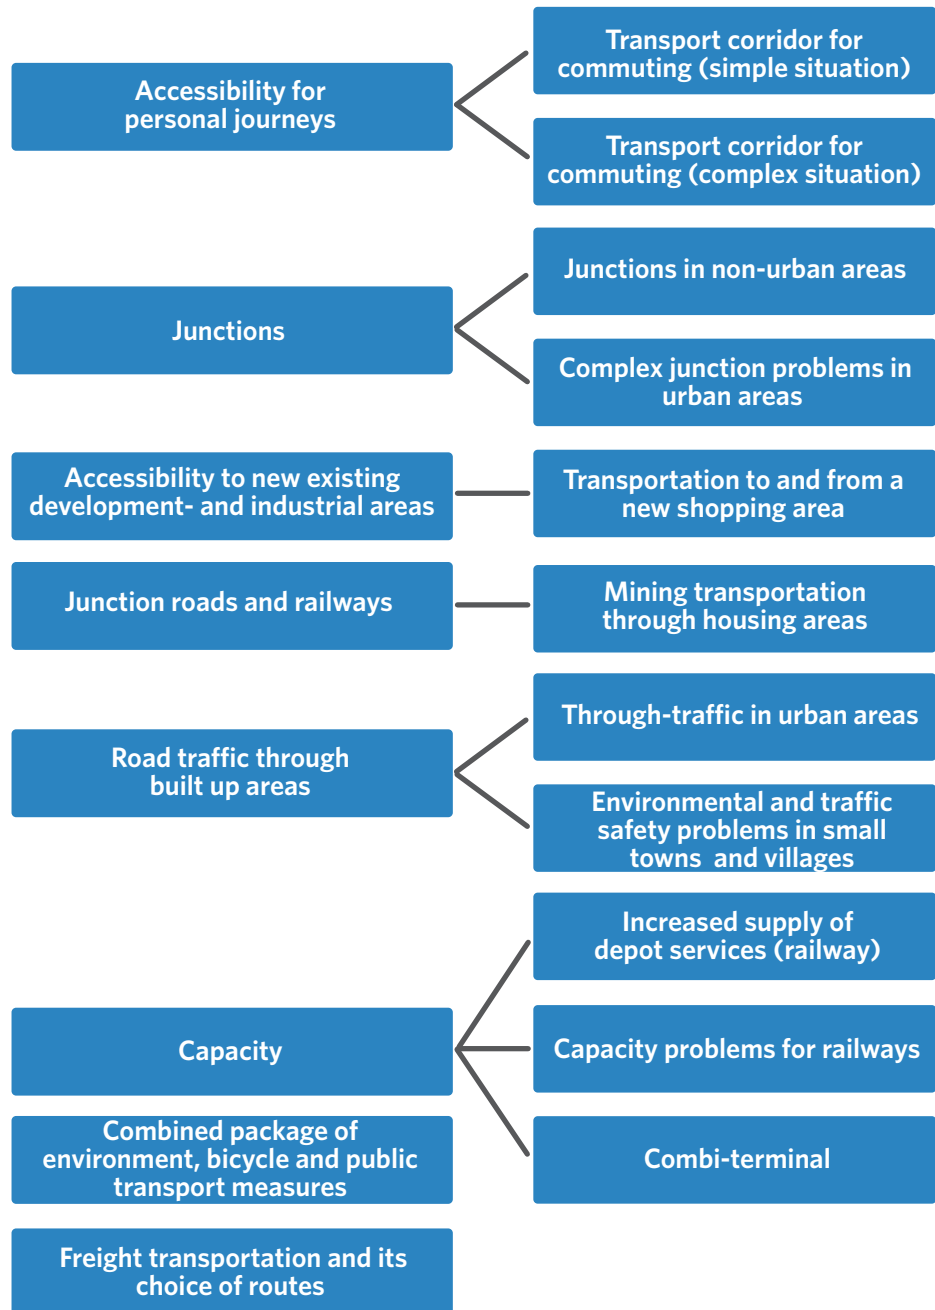 Accessibility for
personal journeys
Transport corridor for
commuting (simple situation)
Transport corridor for
commuting (complex situation)
Junctions
Junctions in non-urban areas
Complex junction problems in
urban areas
Accessibility to new existing
development- and industrial areas
Transportation to and from a
new shopping area
Junction roads and railways
Mining transportation
through housing areas
Road traffic through
built up areas
Through-traffic in urban areas
Environmental and traffic
safety problems in small
towns and villages
Capacity
Increased supply of
depot services (railway)
Capacity problems for railways
Combi-terminal
Combined package of
environment, bicycle and public
transport measures
Freight transportation and its
choice of routes